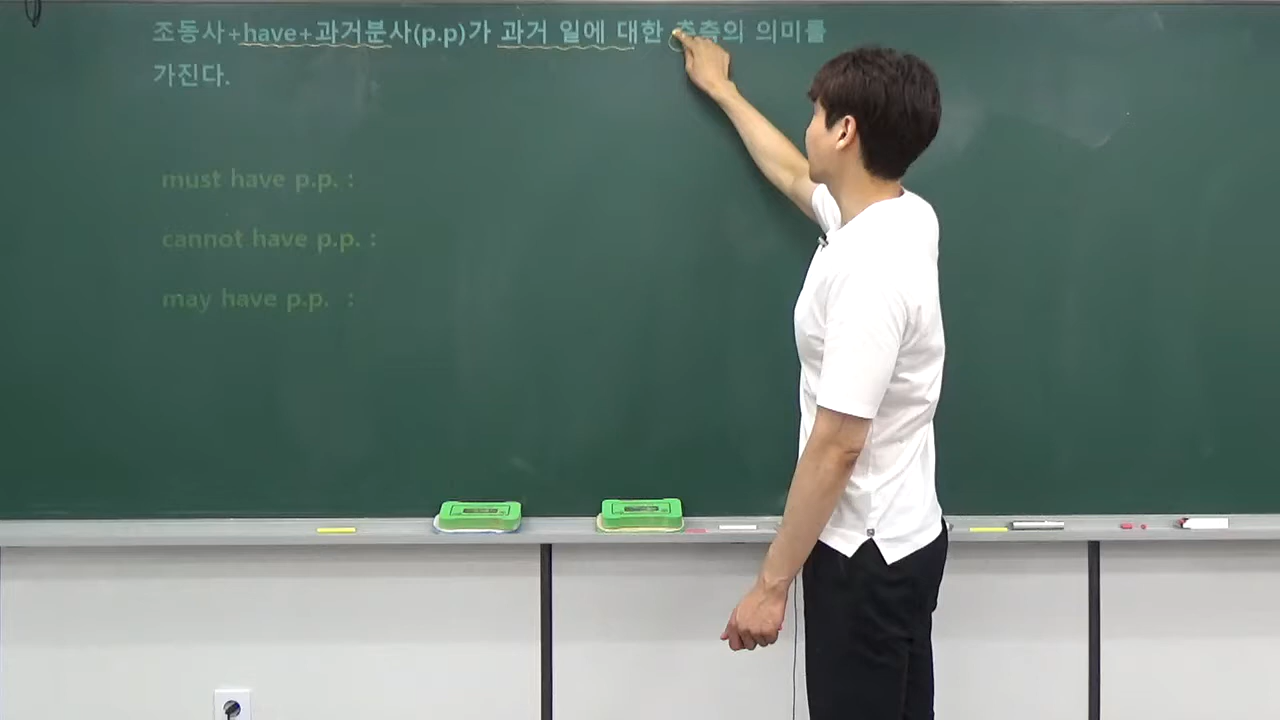 조동사+have+과거분사(p.p)가 과거 일에 대한 추측의 의미를
가진다.
must have p.p. :
cannot have p.p. :
may have p.p. :